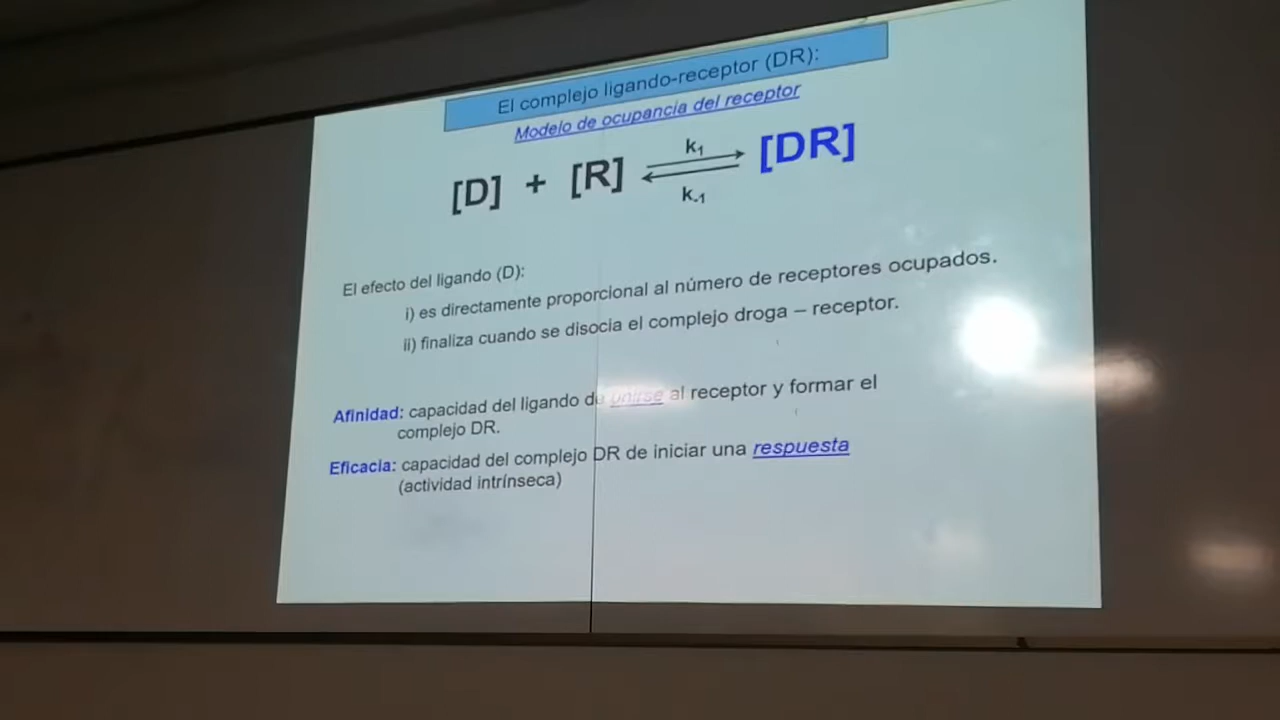 El complejo ligando-receptor (DR):
Modelo de ocupancia del receptor
k1
[D] + [R] ⇌ [DR]
k-1
El efecto del ligando (D):
i) es directamente proporcional al número de receptores ocupados.
ii) finaliza cuando se disocia el complejo droga – receptor.
Afinidad: capacidad del ligando de unirse al receptor y formar el
complejo DR.
Eficacia: capacidad del complejo DR de iniciar una respuesta
(actividad intrínseca)